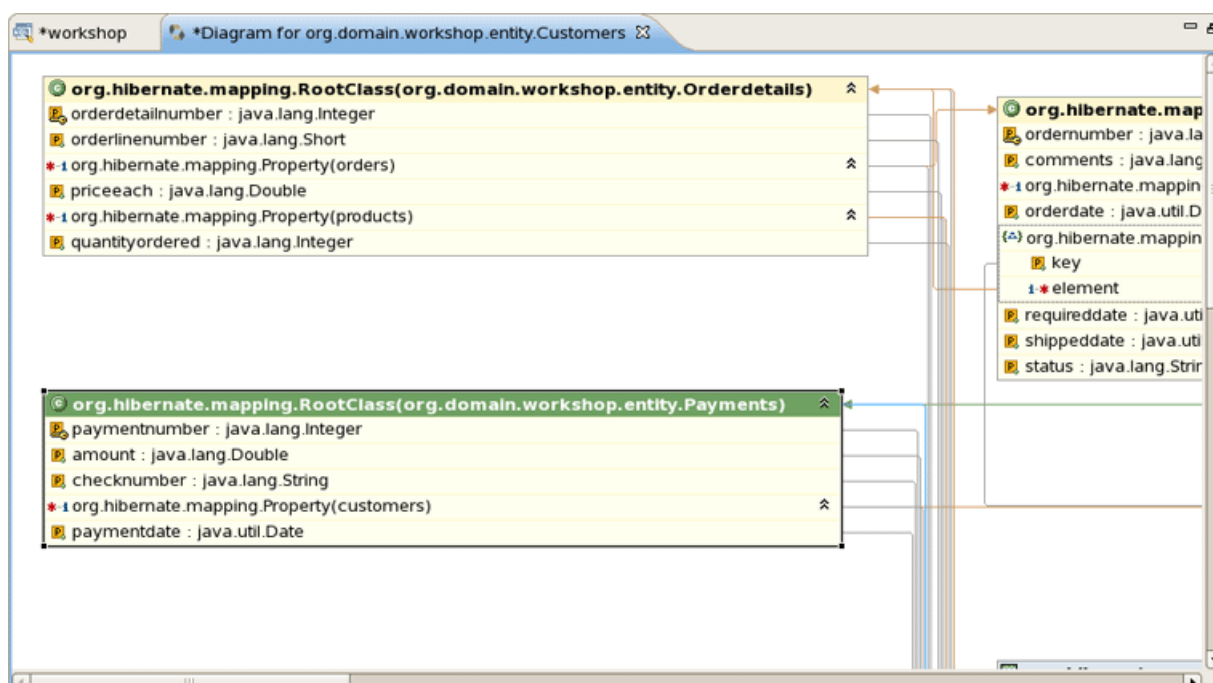 *workshop
*Diagram for org.domain.workshop.entity.Customers
org.hibernate.mapping.RootClass(org.domain.workshop.entity.Orderdetails)
orderdetailnumber : java.lang.Integer
orderlinenumber : java.lang.Short
org.hibernate.mapping.Property(orders)
priceeach : java.lang.Double
org.hibernate.mapping.Property(products)
quantityordered : java.lang.Integer
org.hibernate.map
ordernumber : java.la
comments : java.lang
org.hibernate.mappin
orderdate : java.util.D
org.hibernate.mappin
key
element
requireddate : java.uti
shippeddate : java.uti
status : java.lang.Strin
org.hibernate.mapping.RootClass(org.domain.workshop.entity.Payments)
paymentnumber : java.lang.Integer
amount : java.lang.Double
checknumber : java.lang.String
org.hibernate.mapping.Property(customers)
paymentdate : java.util.Date